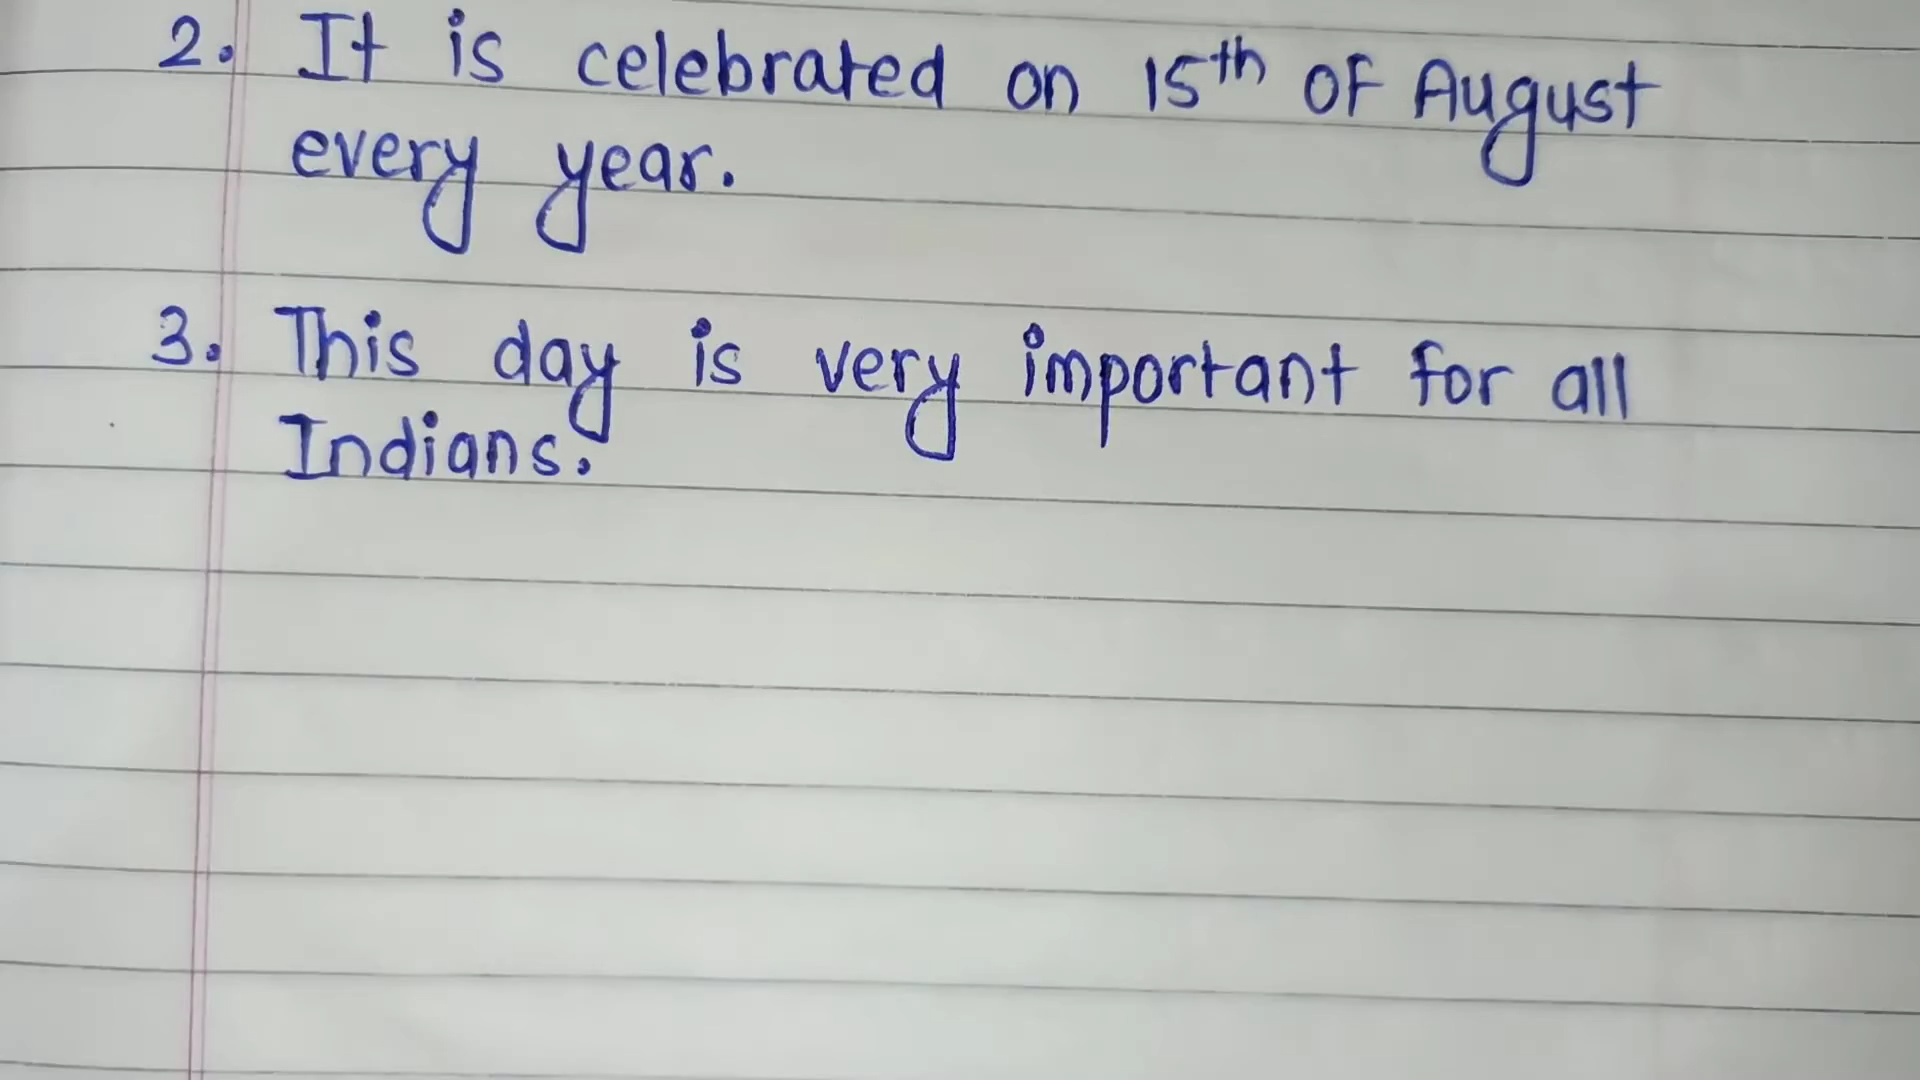 2. It is celebrated on 15th of August
every year.
3. This day is very important for all
Indians.